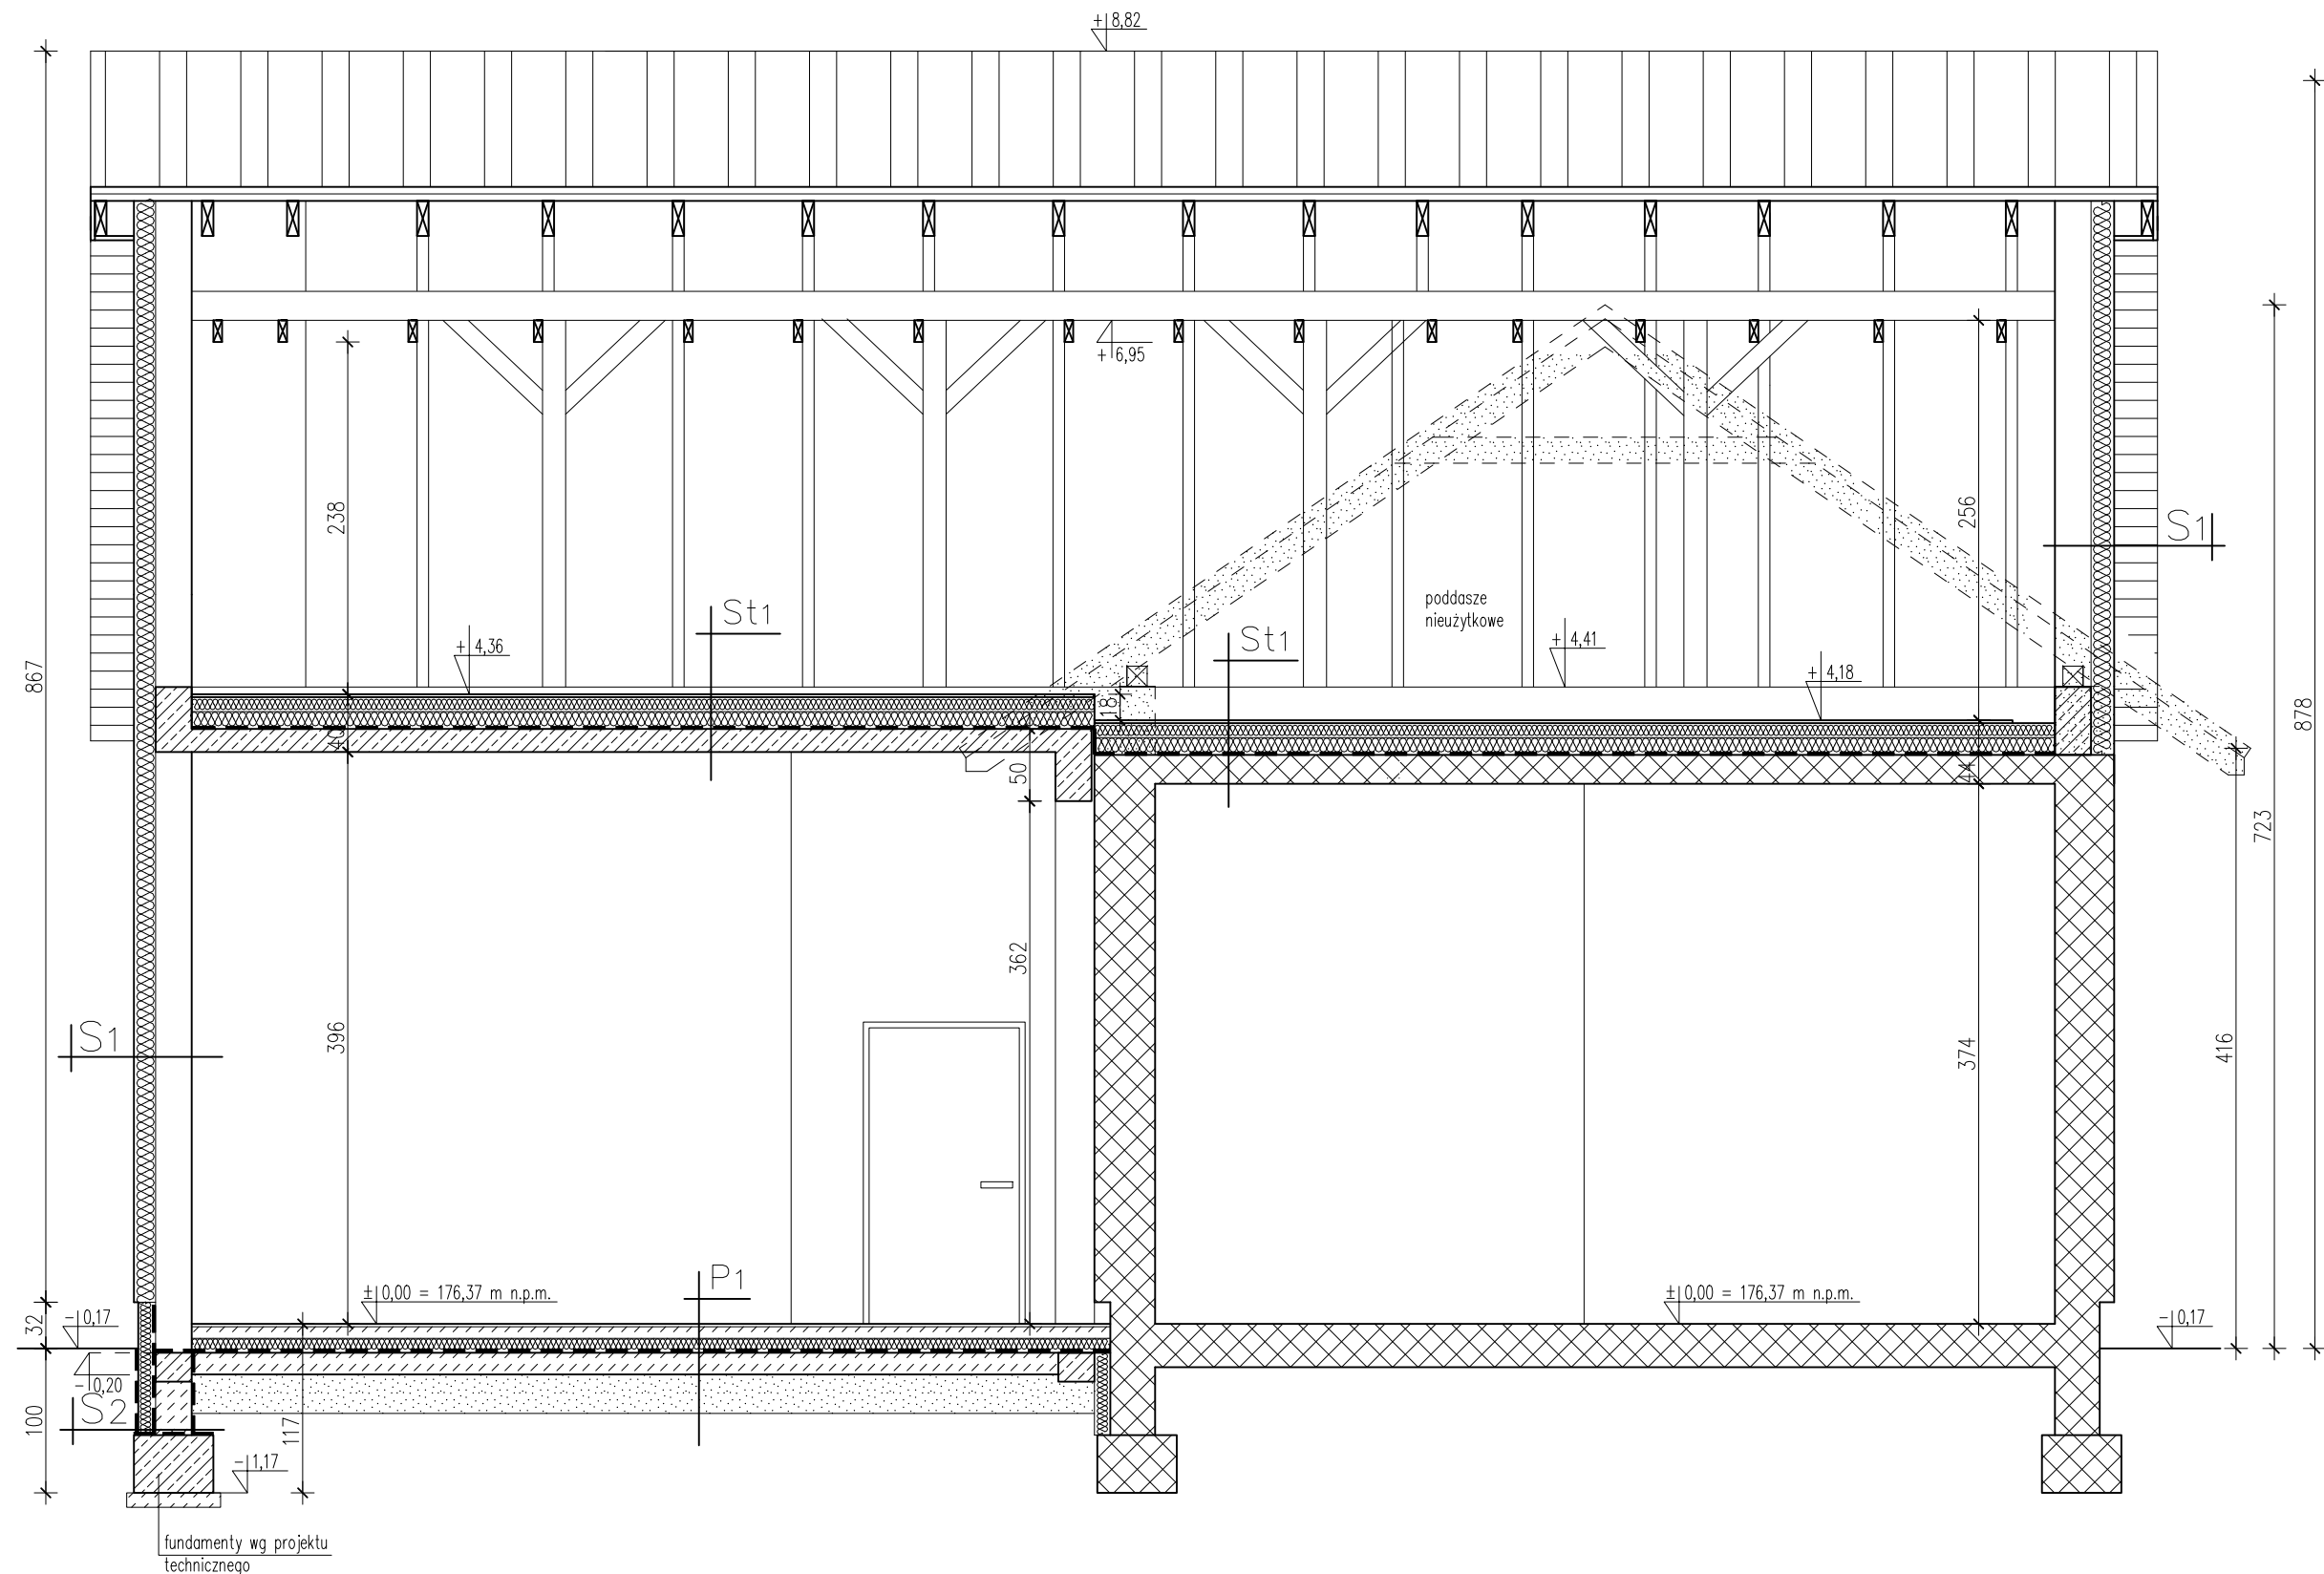 +8,82
+6,95
238
256
S1
poddasze
nieużytkowe
St1
St1
+4,36
+4,41
+4,18
867
18
40
50
44
878
723
416
362
396
374
S1
P1
±0,00 = 176,37 m n.p.m.
±0,00 = 176,37 m n.p.m.
32
-0,17
-0,17
-0,20
S2
100
117
-1,17
fundamenty wg projektu
technicznego